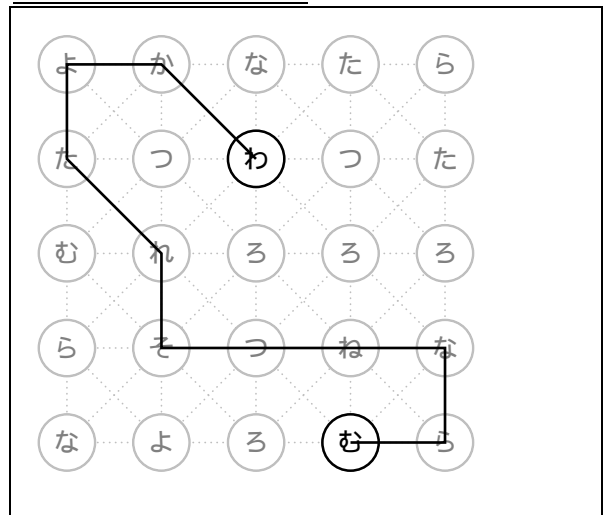 よ か な た ら
た つ わ つ た
む れ ろ ろ ろ
ら そ つ ね な
な よ ろ む ら